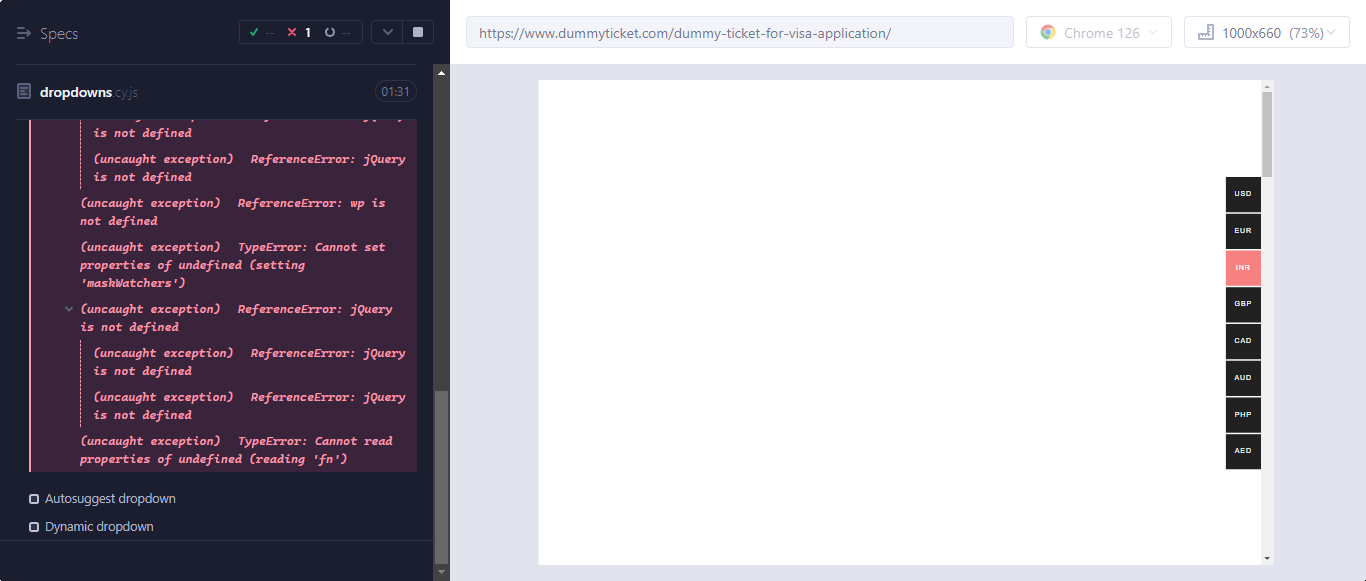 Specs
-- 1 --
https://www.dummyticket.com/dummy-ticket-for-visa-application/
Chrome 126
1000x660 (73%)
dropdowns.cy.js
01:31
is not defined
(uncaught exception) ReferenceError: jQuery
is not defined
(uncaught exception) ReferenceError: wp is
not defined
(uncaught exception) TypeError: Cannot set
properties of undefined (setting
'mashWatchers')
(uncaught exception) ReferenceError: jQuery
is not defined
(uncaught exception) ReferenceError: jQuery
is not defined
(uncaught exception) ReferenceError: jQuery
is not defined
(uncaught exception) TypeError: Cannot read
properties of undefined (reading 'fn')
Autosuggest dropdown
Dynamic dropdown
USD
EUR
INR
GBP
CAD
AUD
PHP
AED